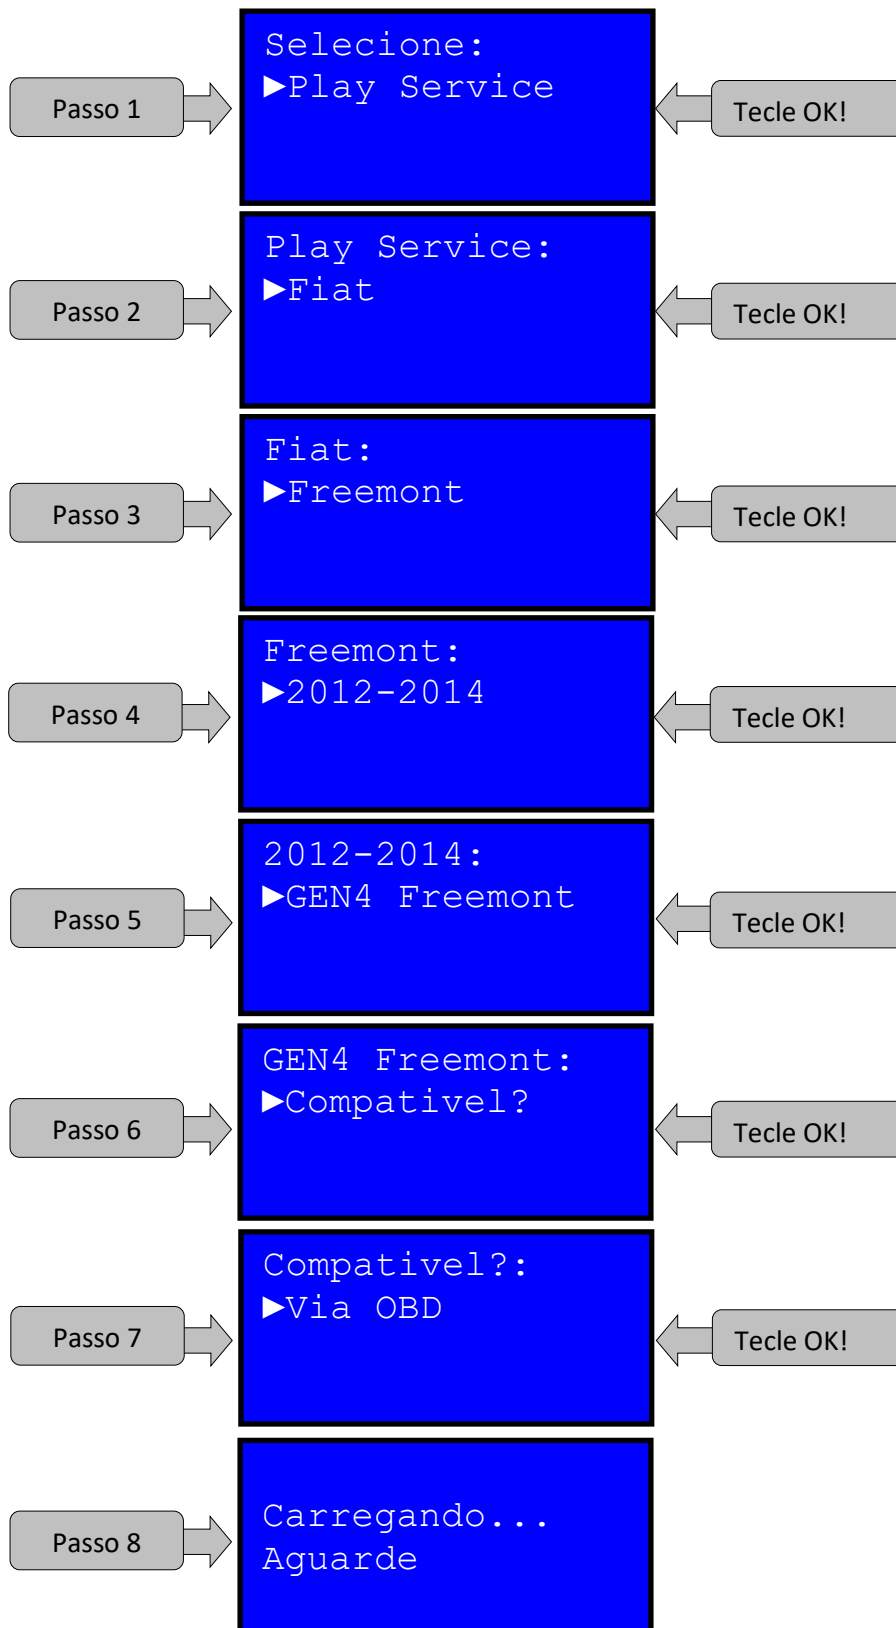 Selecione:
►Play Service
Passo 1
Tecle OK!
Play Service:
►Fiat
Passo 2
Tecle OK!
Fiat:
►Freemont
Passo 3
Tecle OK!
Freemont:
►2012-2014
Passo 4
Tecle OK!
2012-2014:
►GEN4 Freemont
Passo 5
Tecle OK!
GEN4 Freemont:
►Compativel?
Passo 6
Tecle OK!
Compativel?:
►Via OBD
Passo 7
Tecle OK!
Carregando...
Aguarde
Passo 8